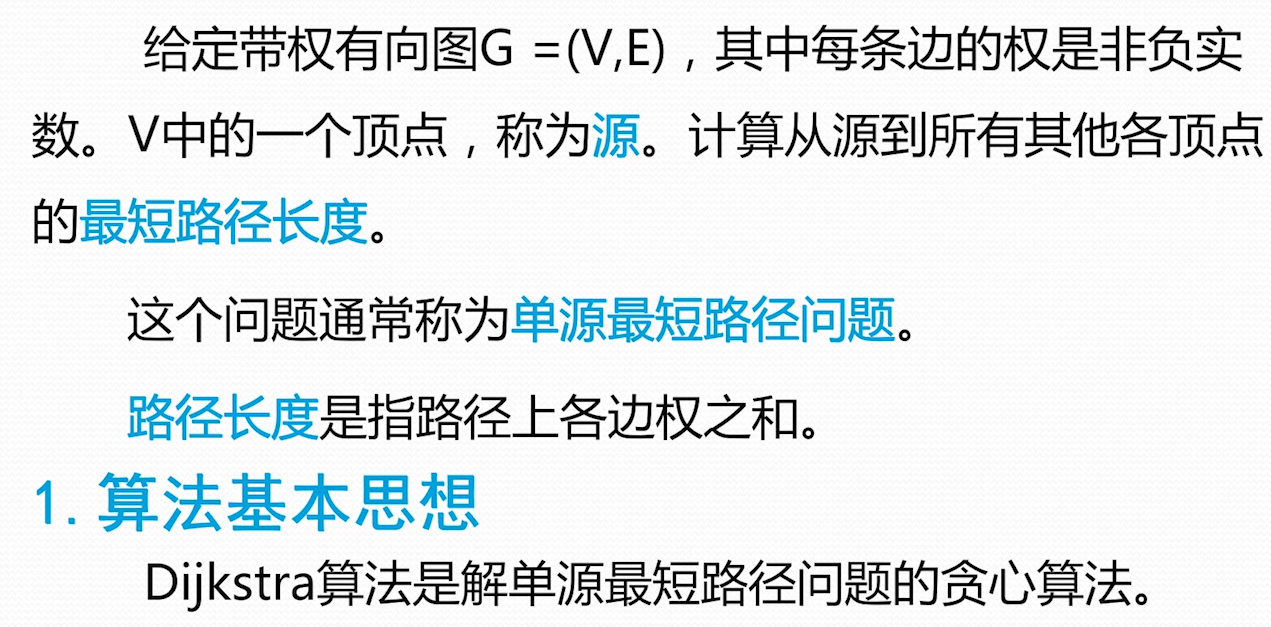 给定带权有向图G =(V,E)，其中每条边的权是非负实
数。V中的一个顶点，称为源。计算从源到所有其他各顶点
的最短路径长度。
这个问题通常称为单源最短路径问题。
路径长度是指路径上各边权之和。
1. 算法基本思想
Dijkstra算法是解单源最短路径问题的贪心算法。